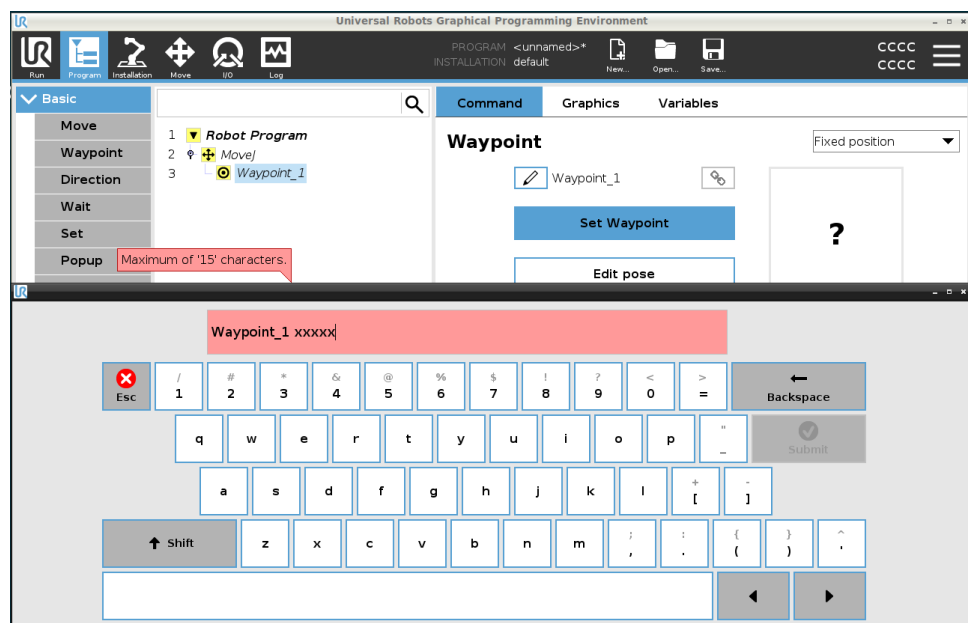 UR Universal Robots Graphical Programming Environment
UR
Run Program Installation Move I/O Log
PROGRAM <unnamed>*
INSTALLATION default
New... Open... Save...
CCCC
CCCC
Basic
Move
Waypoint
Direction
Wait
Set
Popup
1 Robot Program
2 MoveJ
3 Waypoint_1
Maximum of '15' characters.
Command Graphics Variables
Waypoint Fixed position
Waypoint_1
Set Waypoint
?
Edit pose
UR
Waypoint_1 xxxxx
/ # * & @ % $ ! ? < >
Esc 1 2 3 4 5 6 7 8 9 0 = Backspace
q w e r t y u i o p " _ Submit
+ -
a s d f g h j k l [ ]
; : { } ^
Shift z x c v b n m , . ( ) '